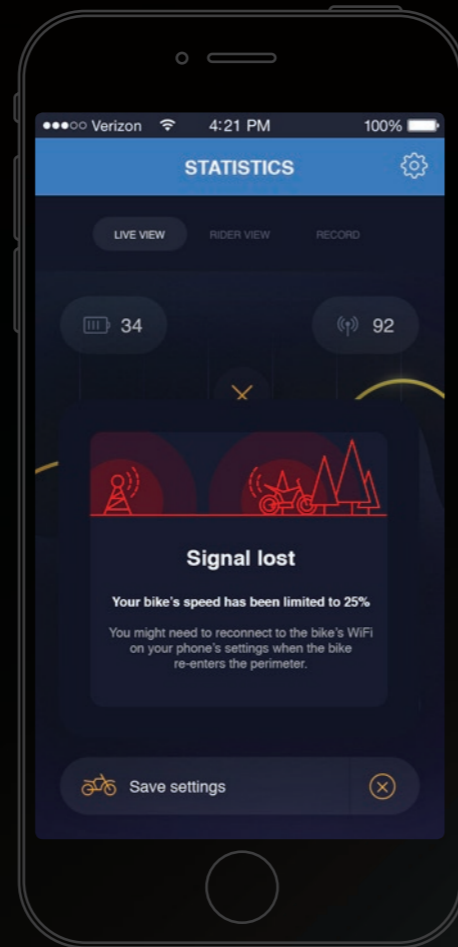 Verizon 4:21 PM 100%
STATISTICS
LIVE VIEW RIDER VIEW RECORD
34 92
Signal lost
Your bike's speed has been limited to 25%
You might need to reconnect to the bike's WiFi
on your phone's settings when the bike
re-enters the perimeter.
Save settings